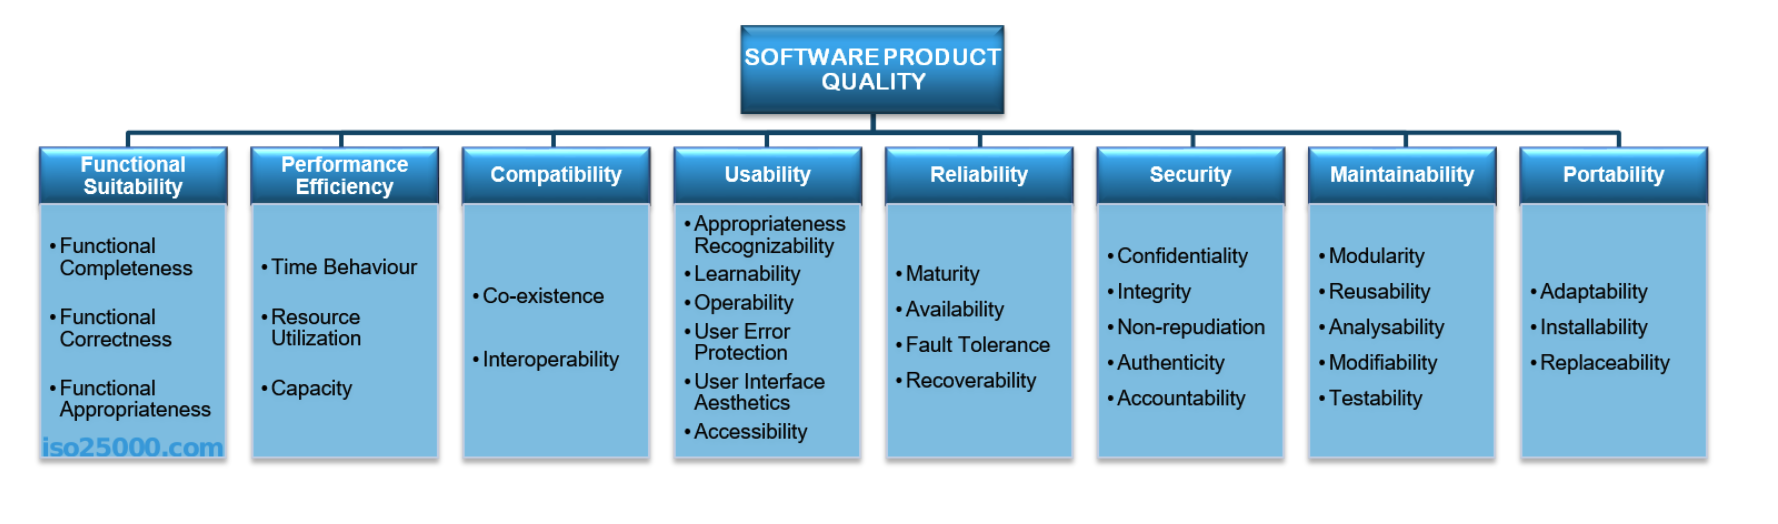 SOFTWARE PRODUCT
QUALITY
Functional
Suitability
• Functional
Completeness
• Functional
Correctness
• Functional
Appropriateness
iso25000.com
Performance
Efficiency
• Time Behaviour
• Resource
Utilization
• Capacity
Compatibility
• Co-existence
• Interoperability
Usability
• Appropriateness
Recognizability
• Learnability
• Operability
• User Error
Protection
• User Interface
Aesthetics
• Accessibility
Reliability
• Maturity
• Availability
• Fault Tolerance
• Recoverability
Security
• Confidentiality
• Integrity
• Non-repudiation
• Authenticity
• Accountability
Maintainability
• Modularity
• Reusability
• Analysability
• Modifiability
• Testability
Portability
• Adaptability
• Installability
• Replaceability